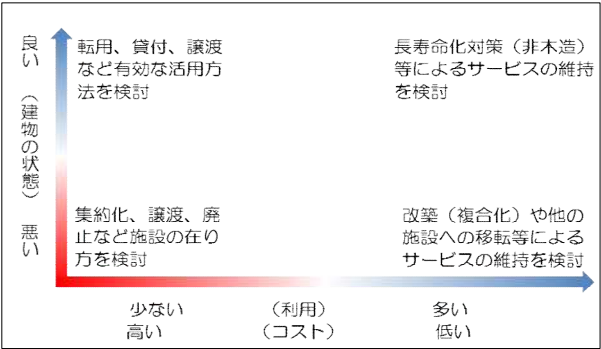 良い （建物の状態） 悪い
転用、貸付、譲渡
など有効な活用方
法を検討
長寿命化対策（非木造）
等によるサービスの維持
を検討
集約化、譲渡、廃
止など施設の在り
方を検討
改築（複合化）や他の
施設への移転等による
サービスの維持を検討
少ない （利用） 多い
高い （コスト） 低い